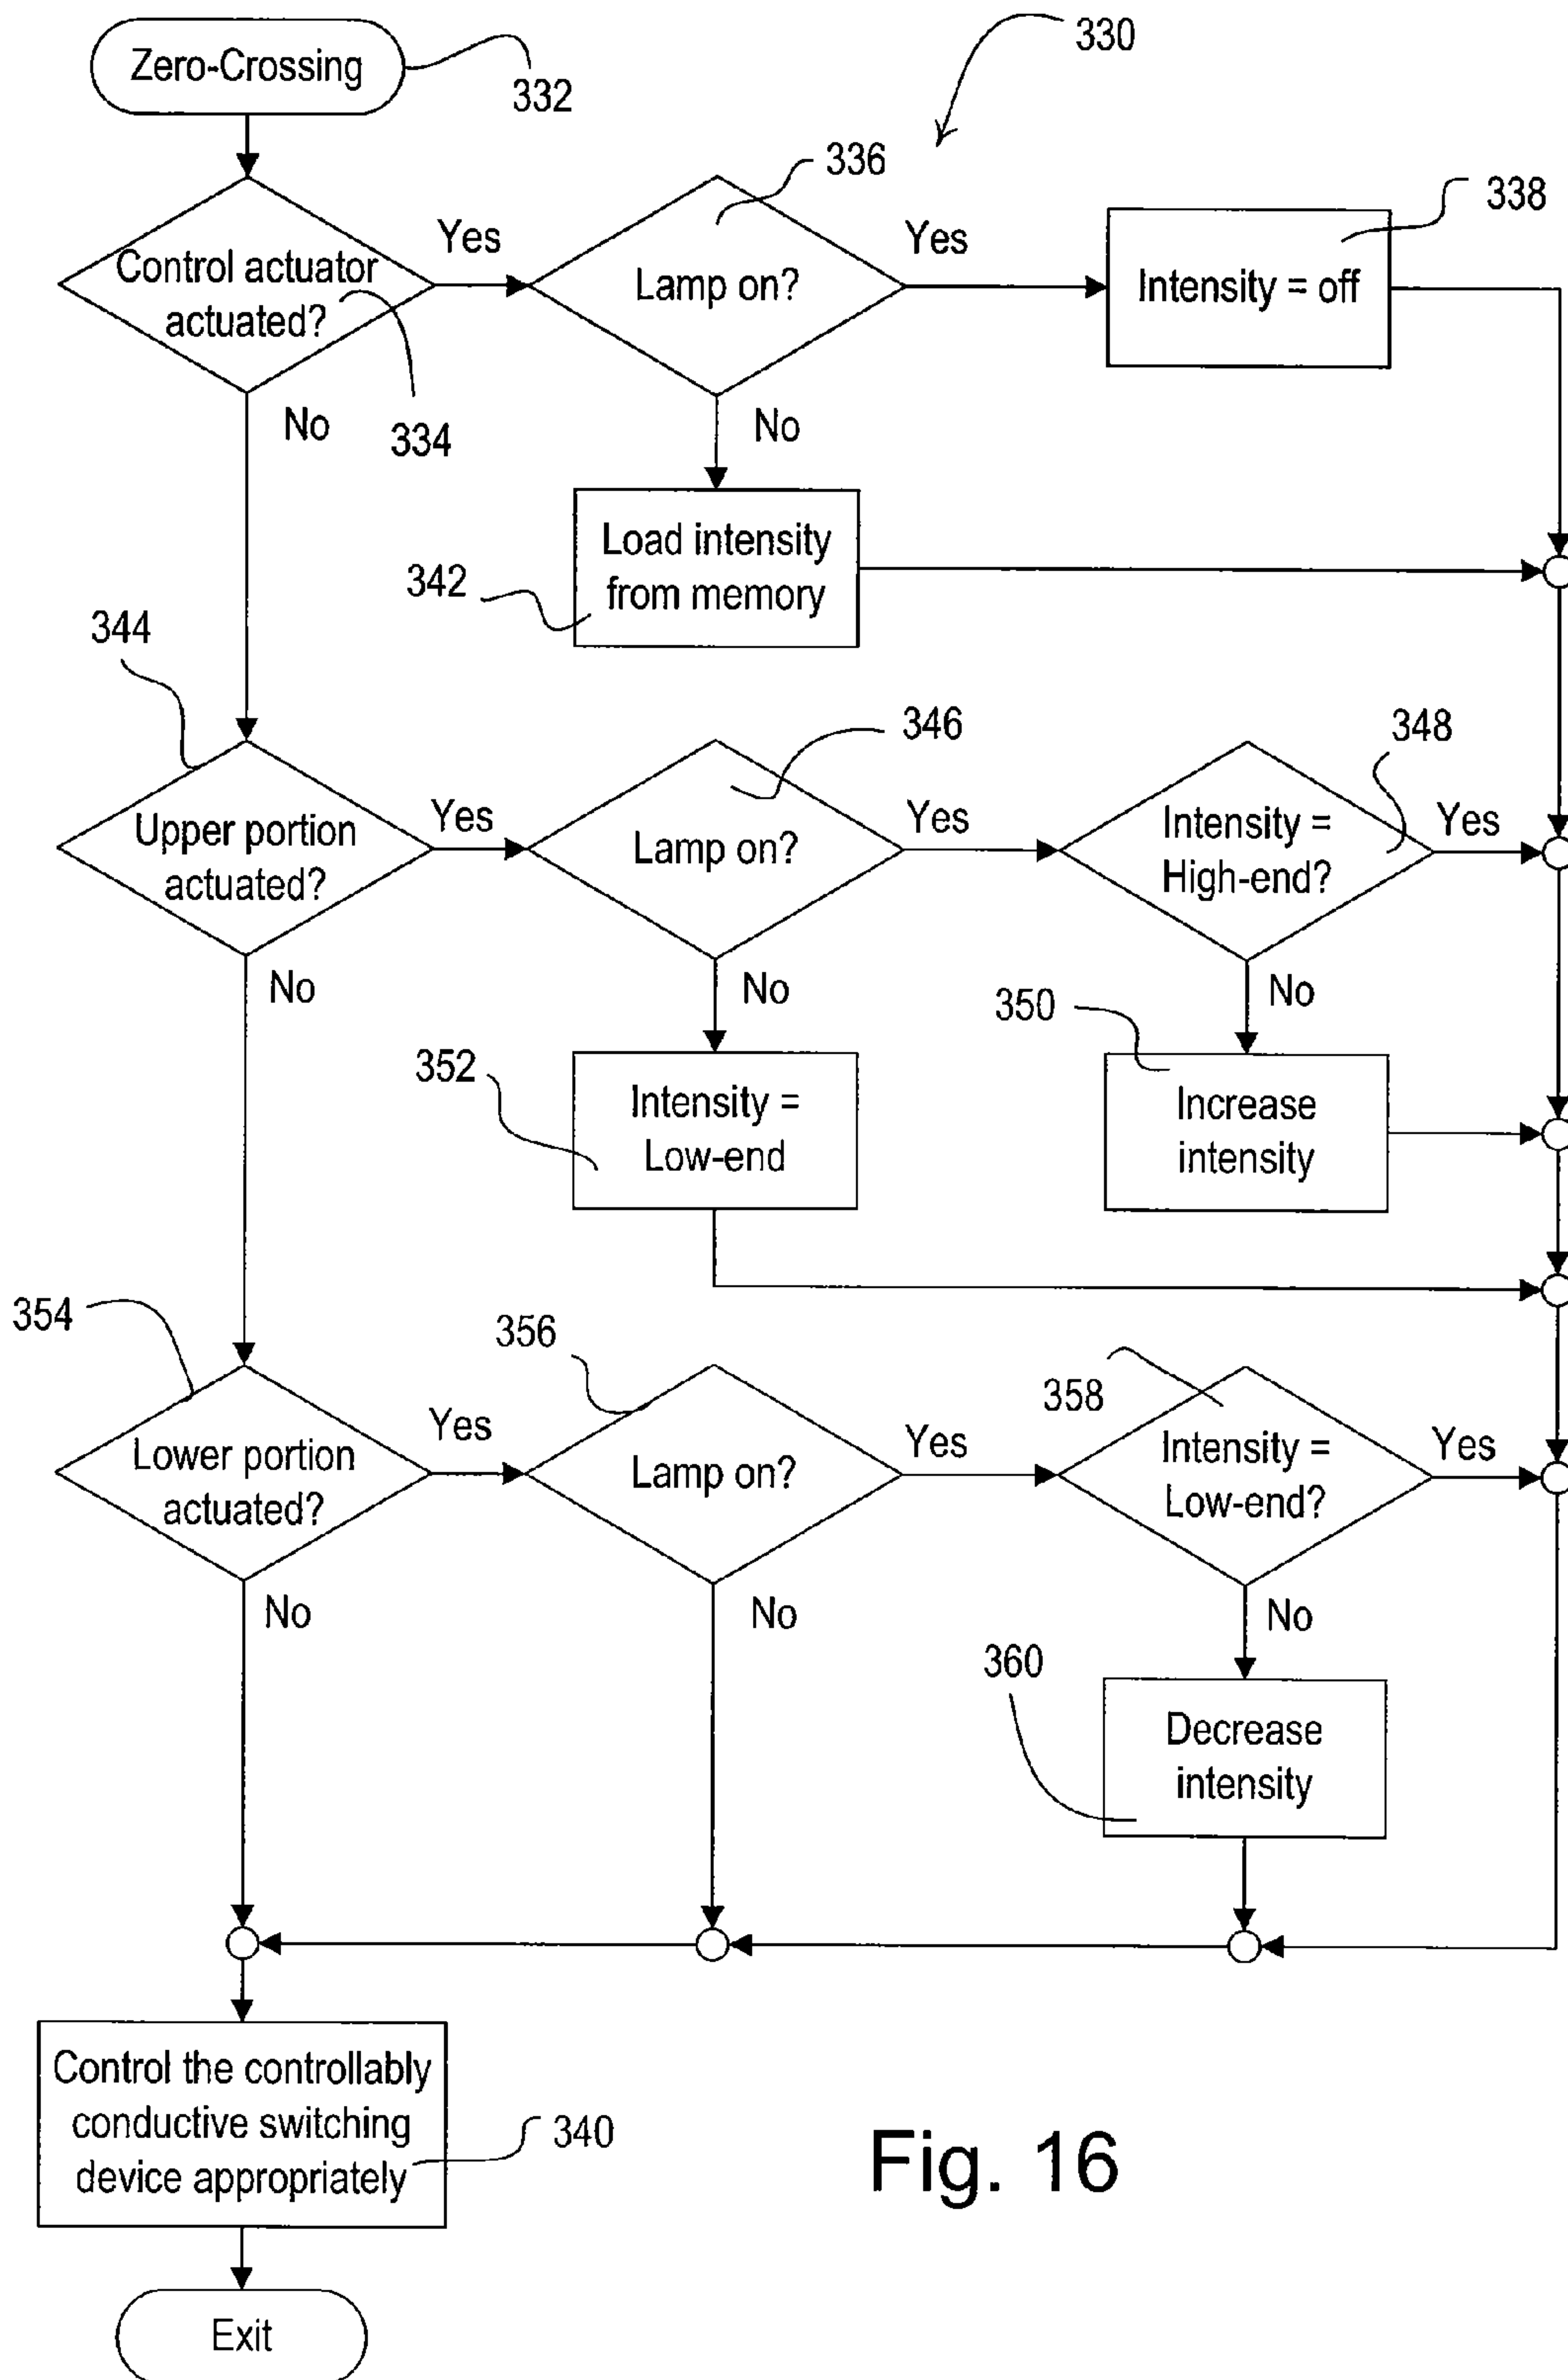 Zero-Crossing
332
330
336
338
Control actuator
actuated?
334
Yes
Lamp on?
Yes
Intensity = off
No
No
Load intensity
from memory
342
344
346
348
Upper portion
actuated?
Yes
Lamp on?
Yes
Intensity =
High-end?
Yes
No
No
No
352
Intensity =
Low-end
350
Increase
intensity
354
356
358
Lower portion
actuated?
Yes
Lamp on?
Yes
Intensity =
Low-end?
Yes
No
No
No
360
Decrease
intensity
Control the controllably
conductive switching
device appropriately
340
Fig. 16
Exit